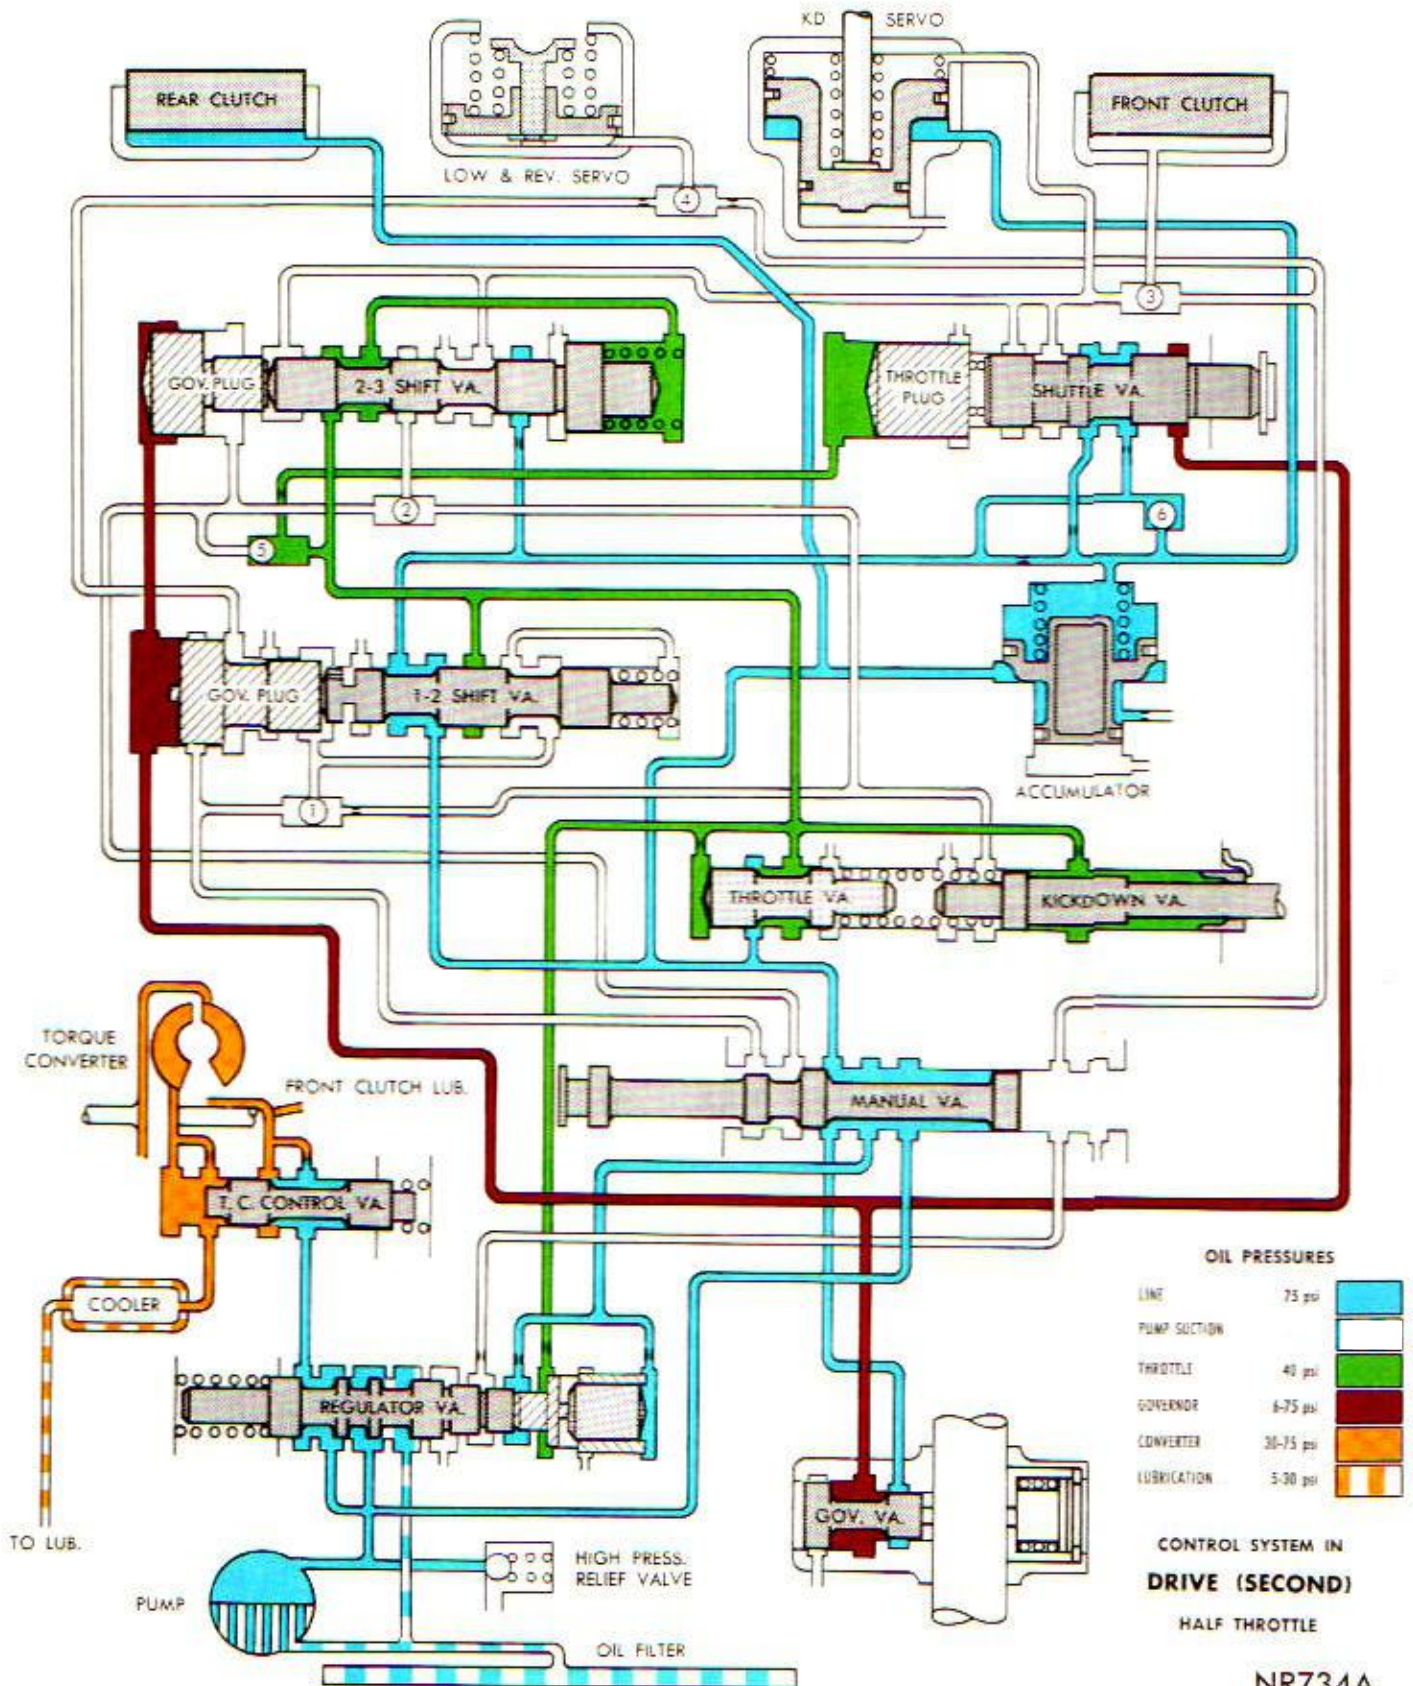 KD SERVO
REAR CLUTCH
FRONT CLUTCH
LOW & REV. SERVO
4
3
GOV. PLUG
2-3 SHIFT VA.
THROTTLE PLUG
SHUTTLE VA.
2
6
5
GOV. PLUG
1-2 SHIFT VA.
1
ACCUMULATOR
THROTTLE VA
KICKDOWN VA.
TORQUE
CONVERTER
FRONT CLUTCH LUB.
MANUAL VA.
T. C. CONTROL VA.
COOLER
OIL PRESSURES
LINE 75 psi
PUMP SUCTION
THROTTLE 40 psi
GOVERNOR 6-75 psi
CONVERTER 30-75 psi
LUBRICATION 5-30 psi
REGULATOR VA.
GOV. VA.
TO LUB.
HIGH PRESS.
RELIEF VALVE
PUMP
OIL FILTER
CONTROL SYSTEM IN
DRIVE (SECOND)
HALF THROTTLE
NR734A